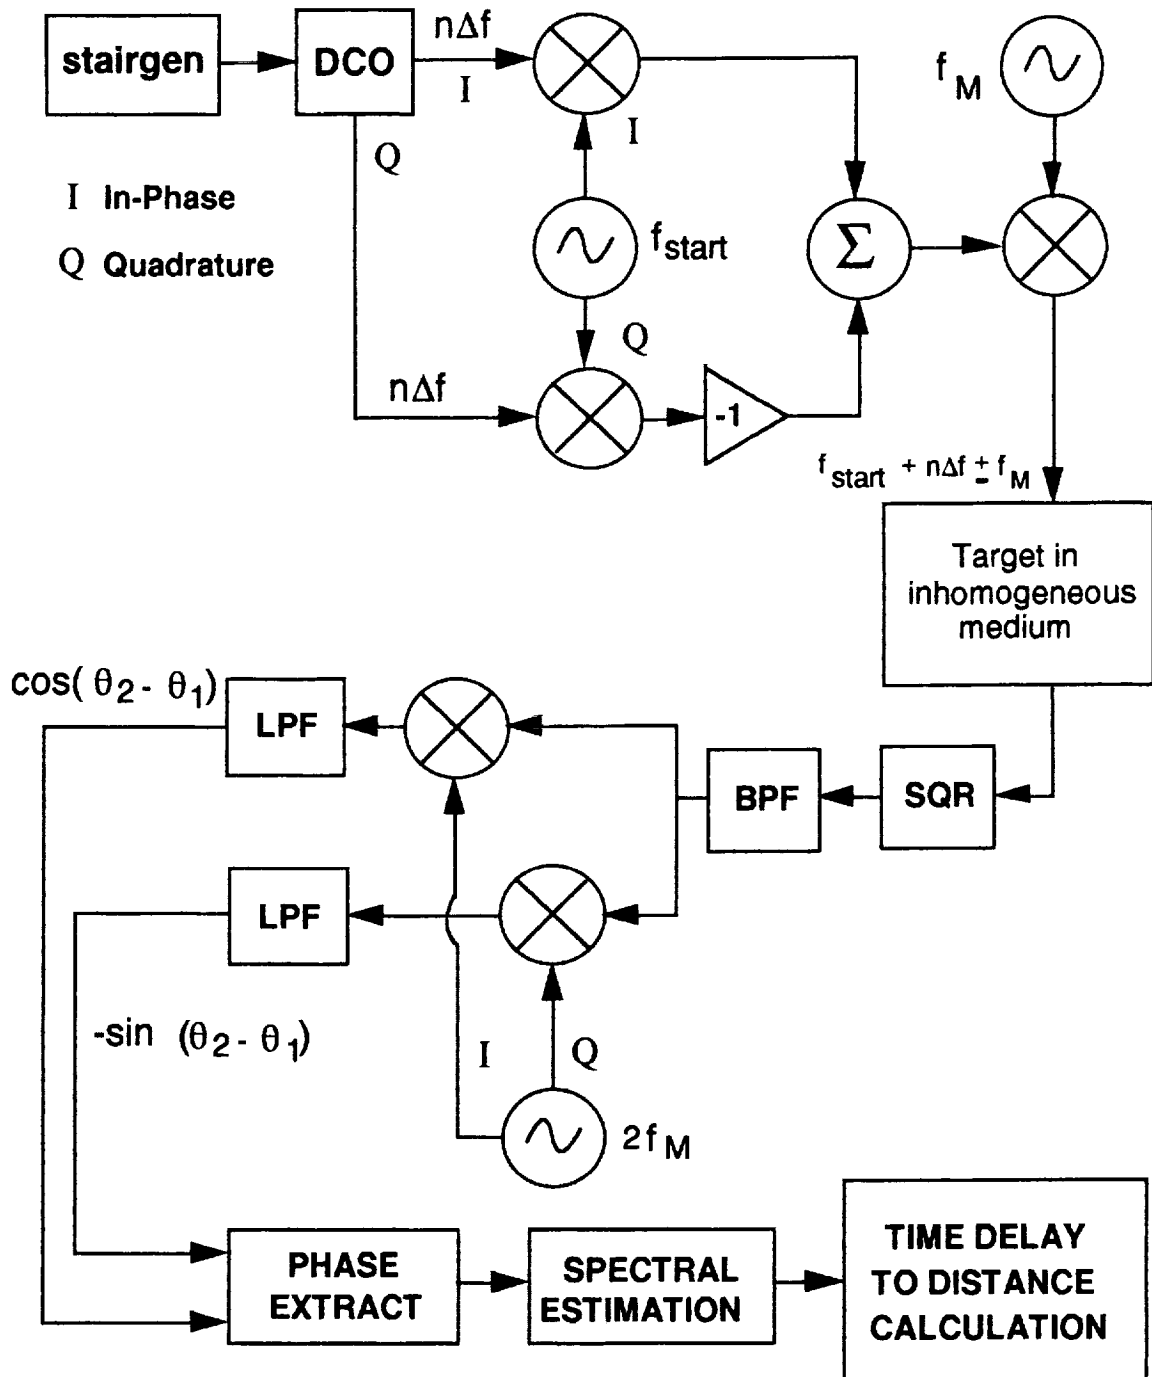 stairgen
DCO
nΔf
I
I
Q
f_M
I In-Phase
Q Quadrature
f_start
Σ
Q
nΔf
-1
f_start + nΔf ± f_M
Target in
inhomogeneous
medium
cos(θ₂ - θ₁)
LPF
BPF
SQR
LPF
-sin (θ₂ - θ₁)
I
Q
2f_M
PHASE
EXTRACT
SPECTRAL
ESTIMATION
TIME DELAY
TO DISTANCE
CALCULATION